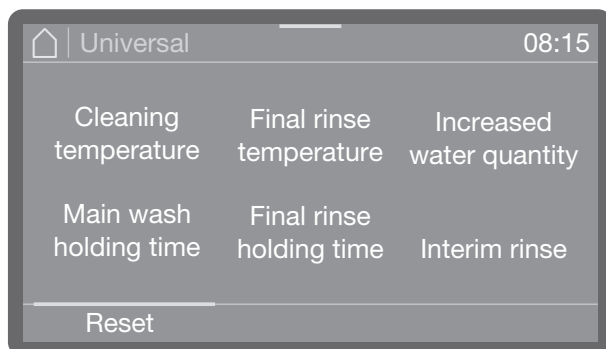 Universal 08:15
Cleaning temperature
Final rinse temperature
Increased water quantity
Main wash holding time
Final rinse holding time
Interim rinse
Reset